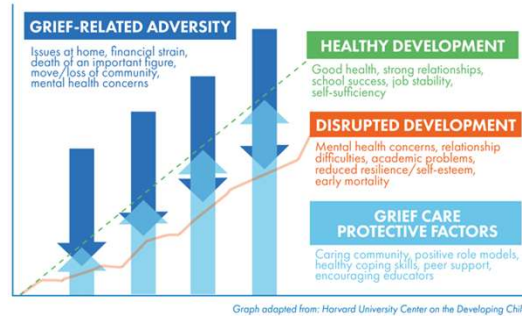 GRIEF-RELATED ADVERSITY
Issues at home, financial strain,
death of an important figure,
move/loss of community,
mental health concerns
HEALTHY DEVELOPMENT
Good health, strong relationships,
school success, job stability,
self-sufficiency
DISRUPTED DEVELOPMENT
Mental health concerns, relationship
difficulties, academic problems,
reduced resilience/self-esteem,
early mortality
GRIEF CARE
PROTECTIVE FACTORS
Caring community, positive role models,
healthy coping skills, peer support,
encouraging educators
Graph adapted from: Harvard University Center on the Developing Chil